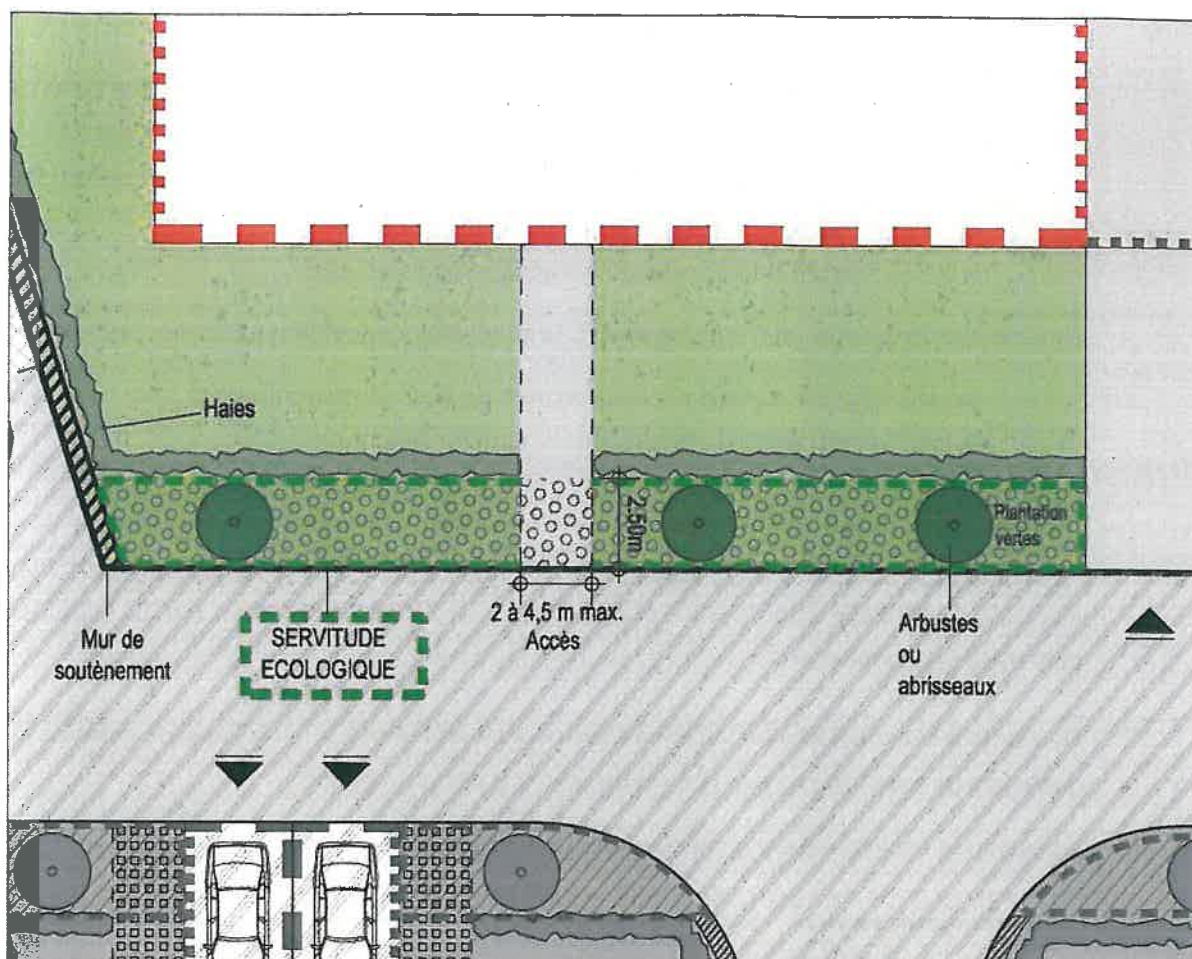 Haies
2.50m
Plantation
vertes
2 à 4,5 m max.
Accès
Mur de
soutènement
SERVITUDE
ECOLOGIQUE
Arbustes
ou
abrisseaux